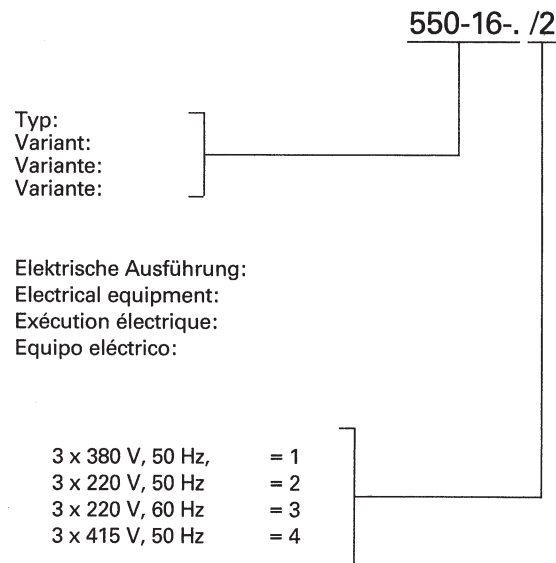 550-16-. /2
Typ:
Variant:
Variante:
Variante:
Elektrische Ausführung:
Electrical equipment:
Exécution électrique:
Equipo eléctrico:
3 x 380 V, 50 Hz, = 1
3 x 220 V, 50 Hz = 2
3 x 220 V, 60 Hz = 3
3 x 415 V, 50 Hz = 4